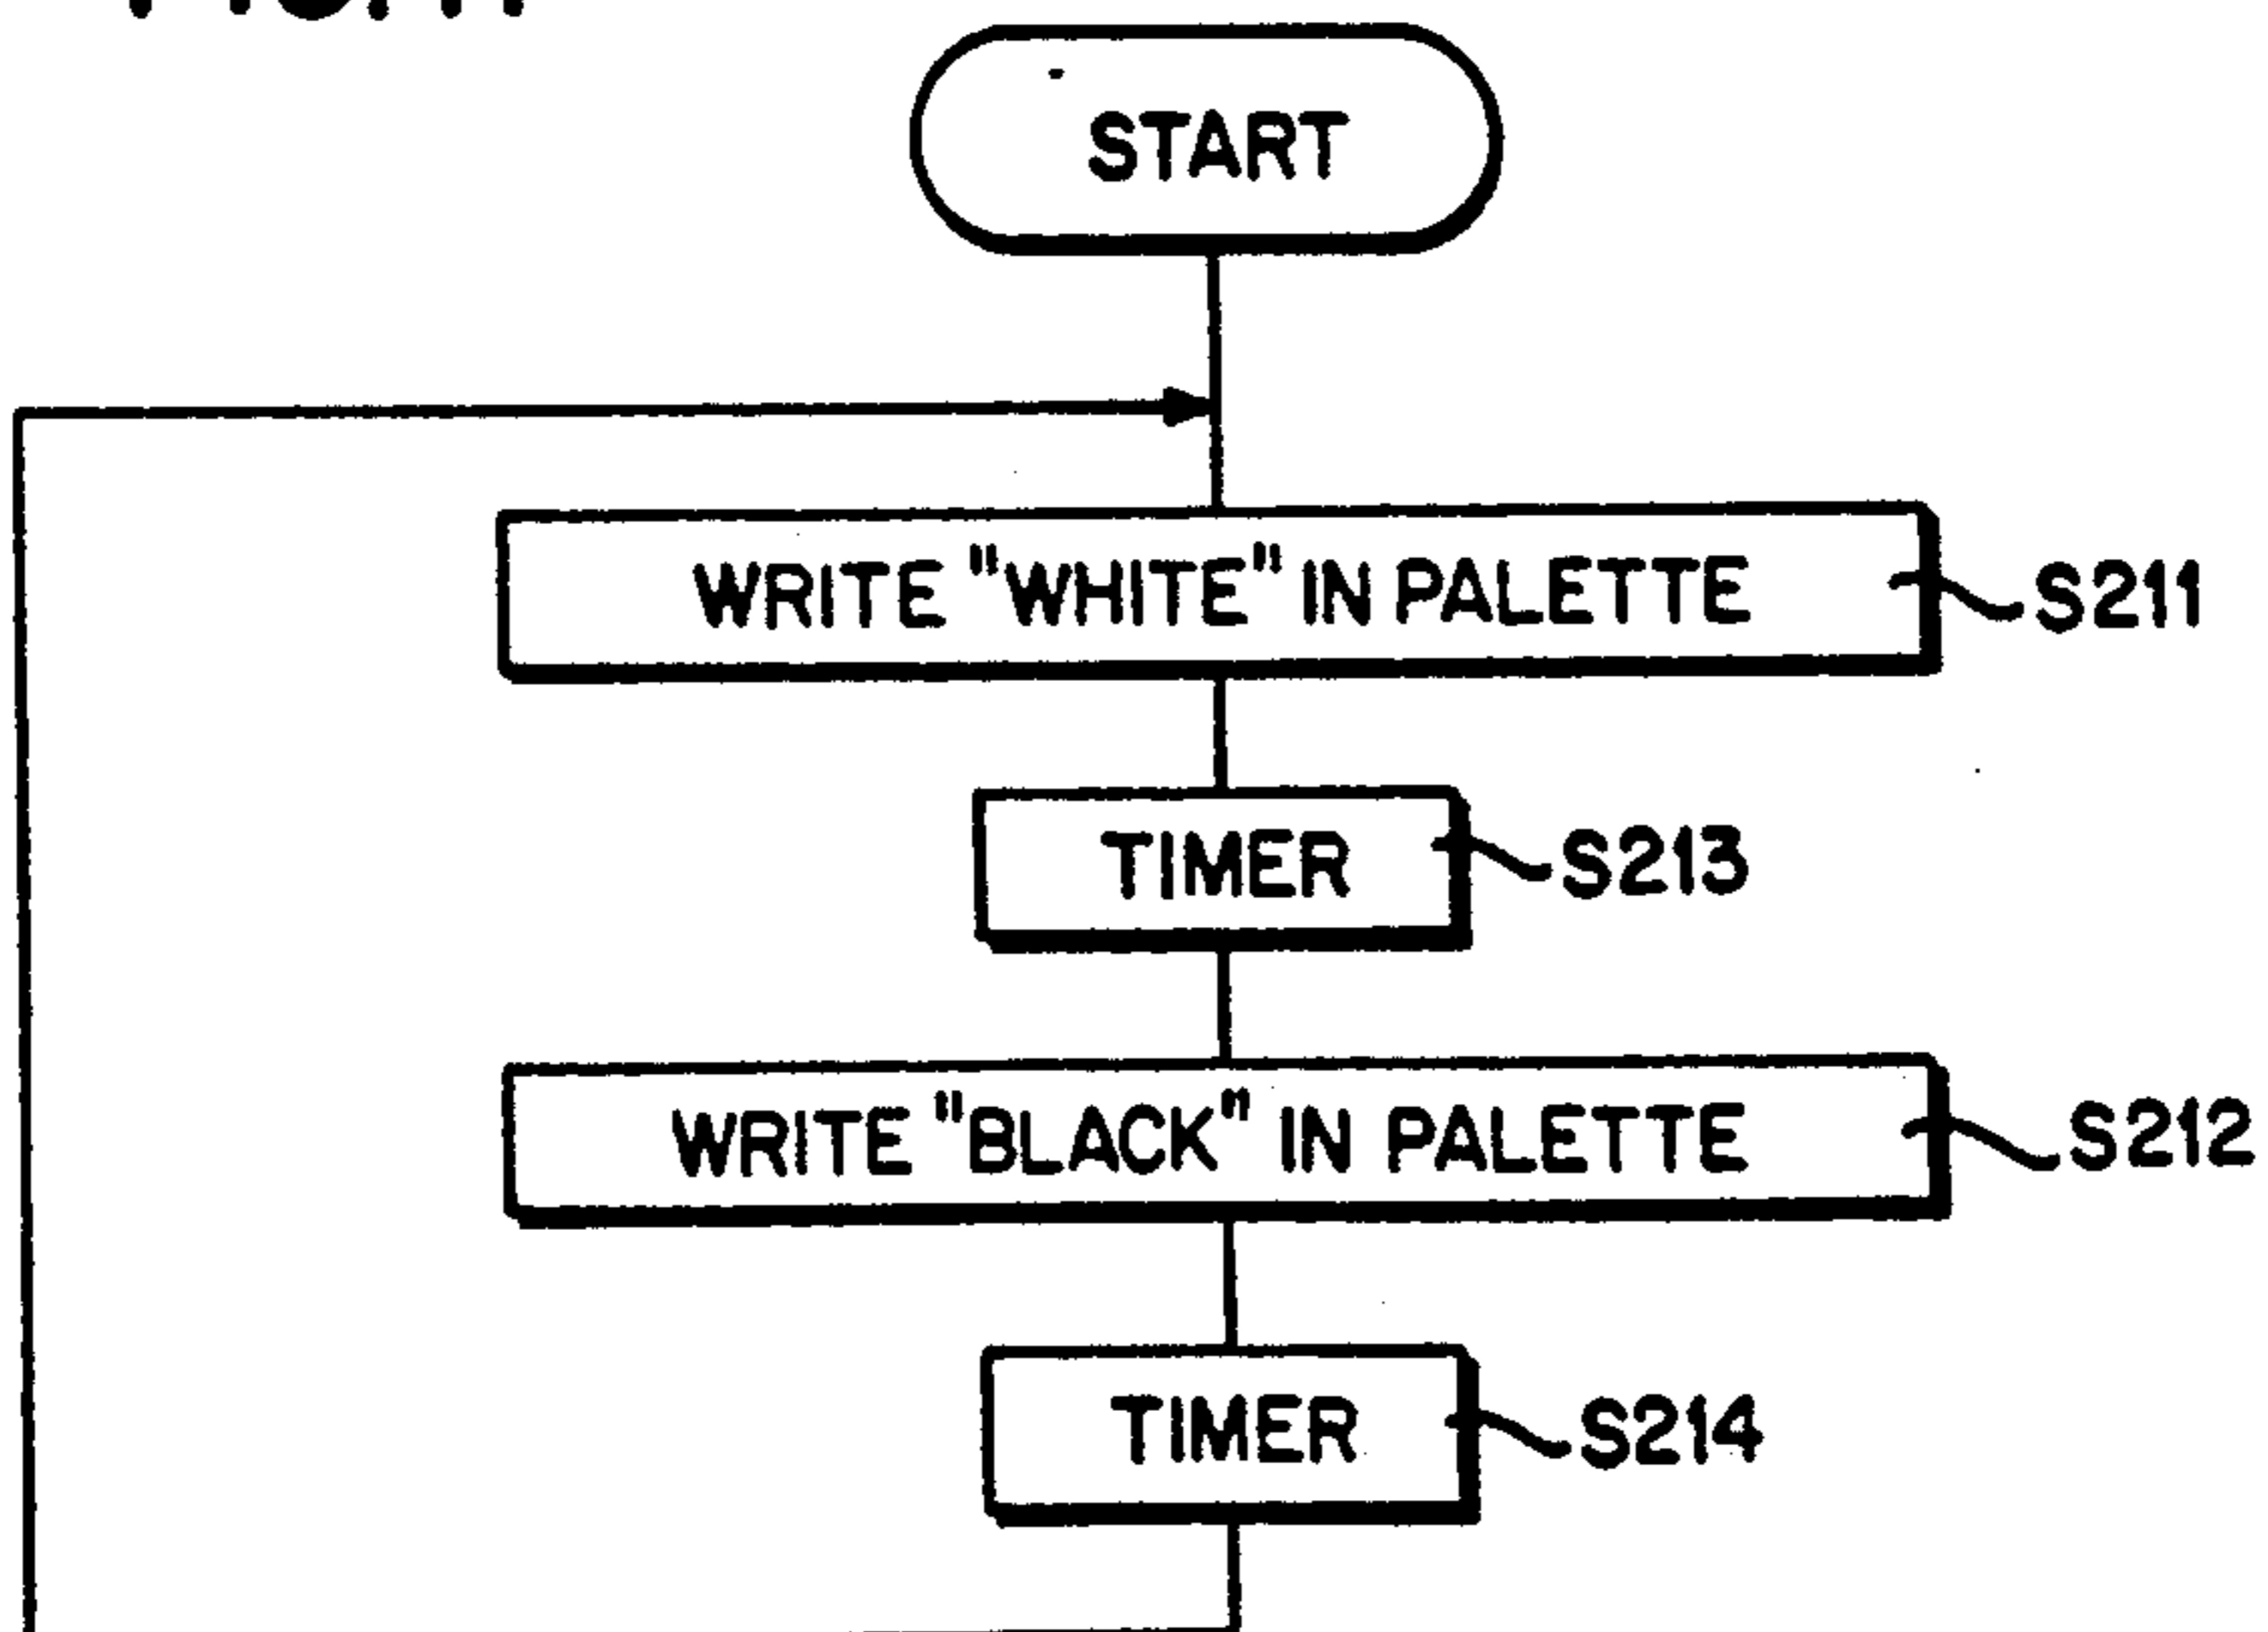 START
WRITE "WHITE" IN PALETTE
S211
TIMER
S213
WRITE "BLACK" IN PALETTE
S212
TIMER
S214